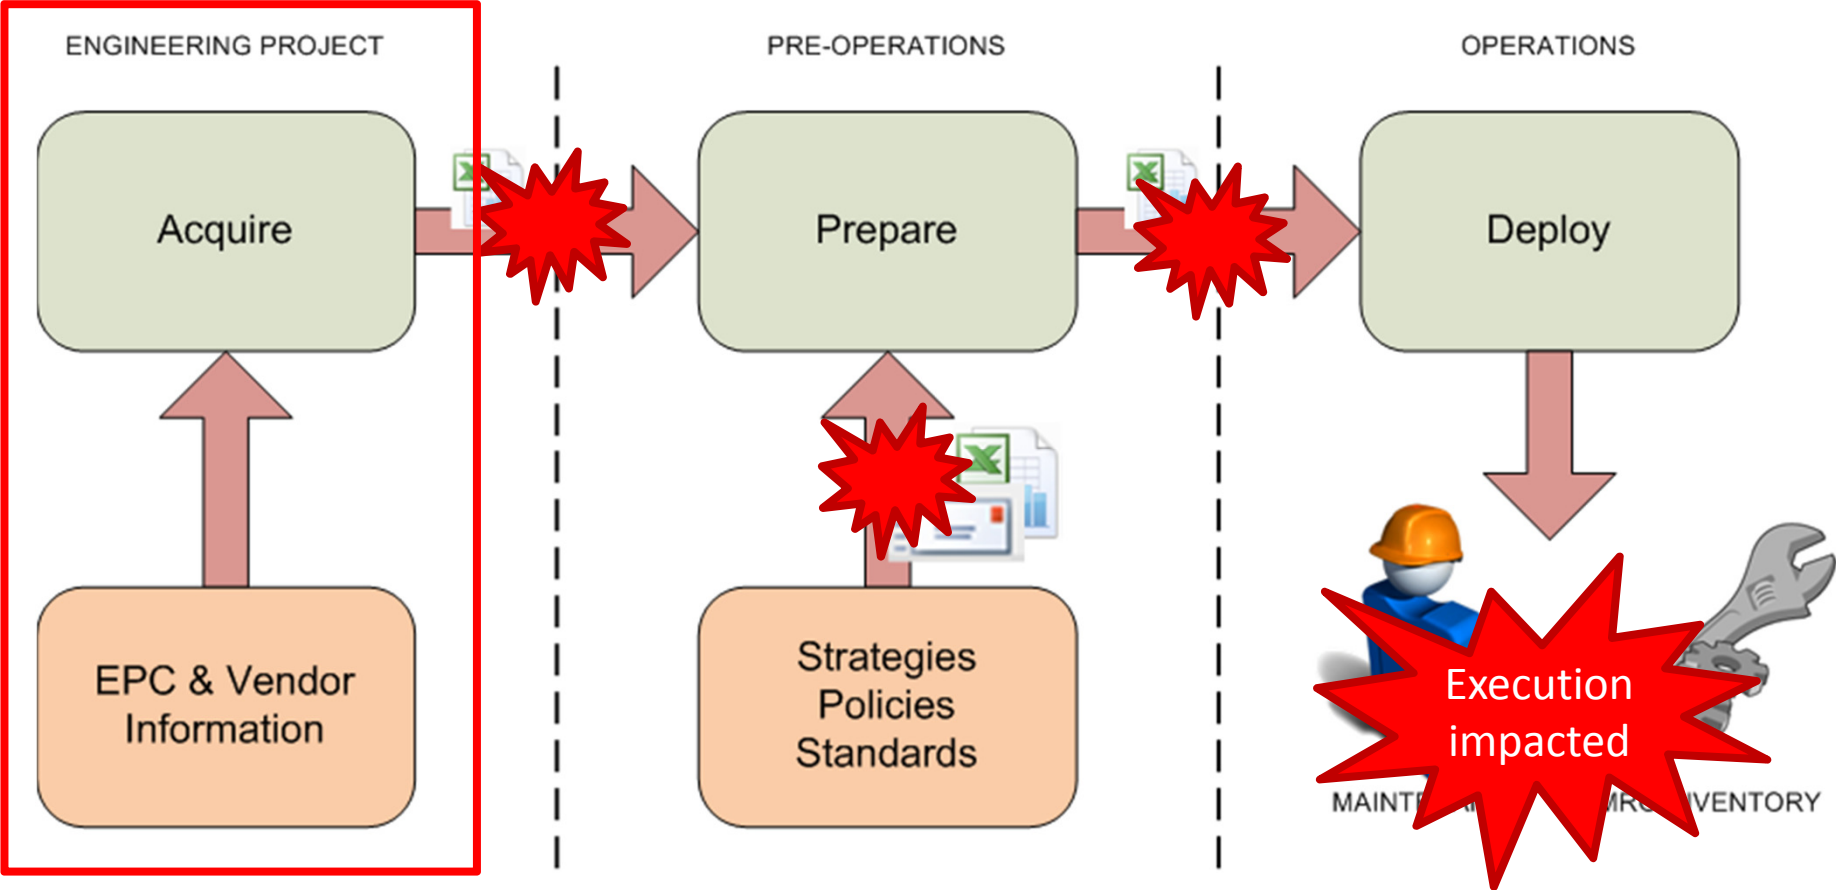 ENGINEERING PROJECT
PRE-OPERATIONS
OPERATIONS
Acquire
Prepare
Deploy
EPC & Vendor
Information
Strategies
Policies
Standards
Execution
impacted